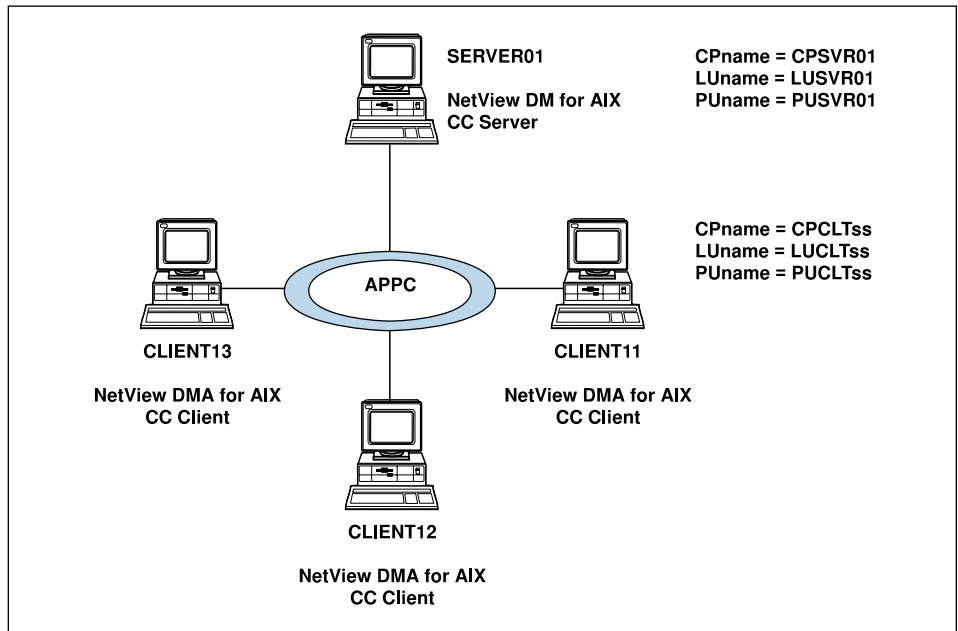 SERVER01
NetView DM for AIX
CC Server
CPname = CPSVR01
LUname = LUSVR01
PUname = PUSVR01
CPname = CPCLTss
LUname = LUCLTss
PUname = PUCLTss
APPC
CLIENT13
NetView DMA for AIX
CC Client
CLIENT11
NetView DMA for AIX
CC Client
CLIENT12
NetView DMA for AIX
CC Client